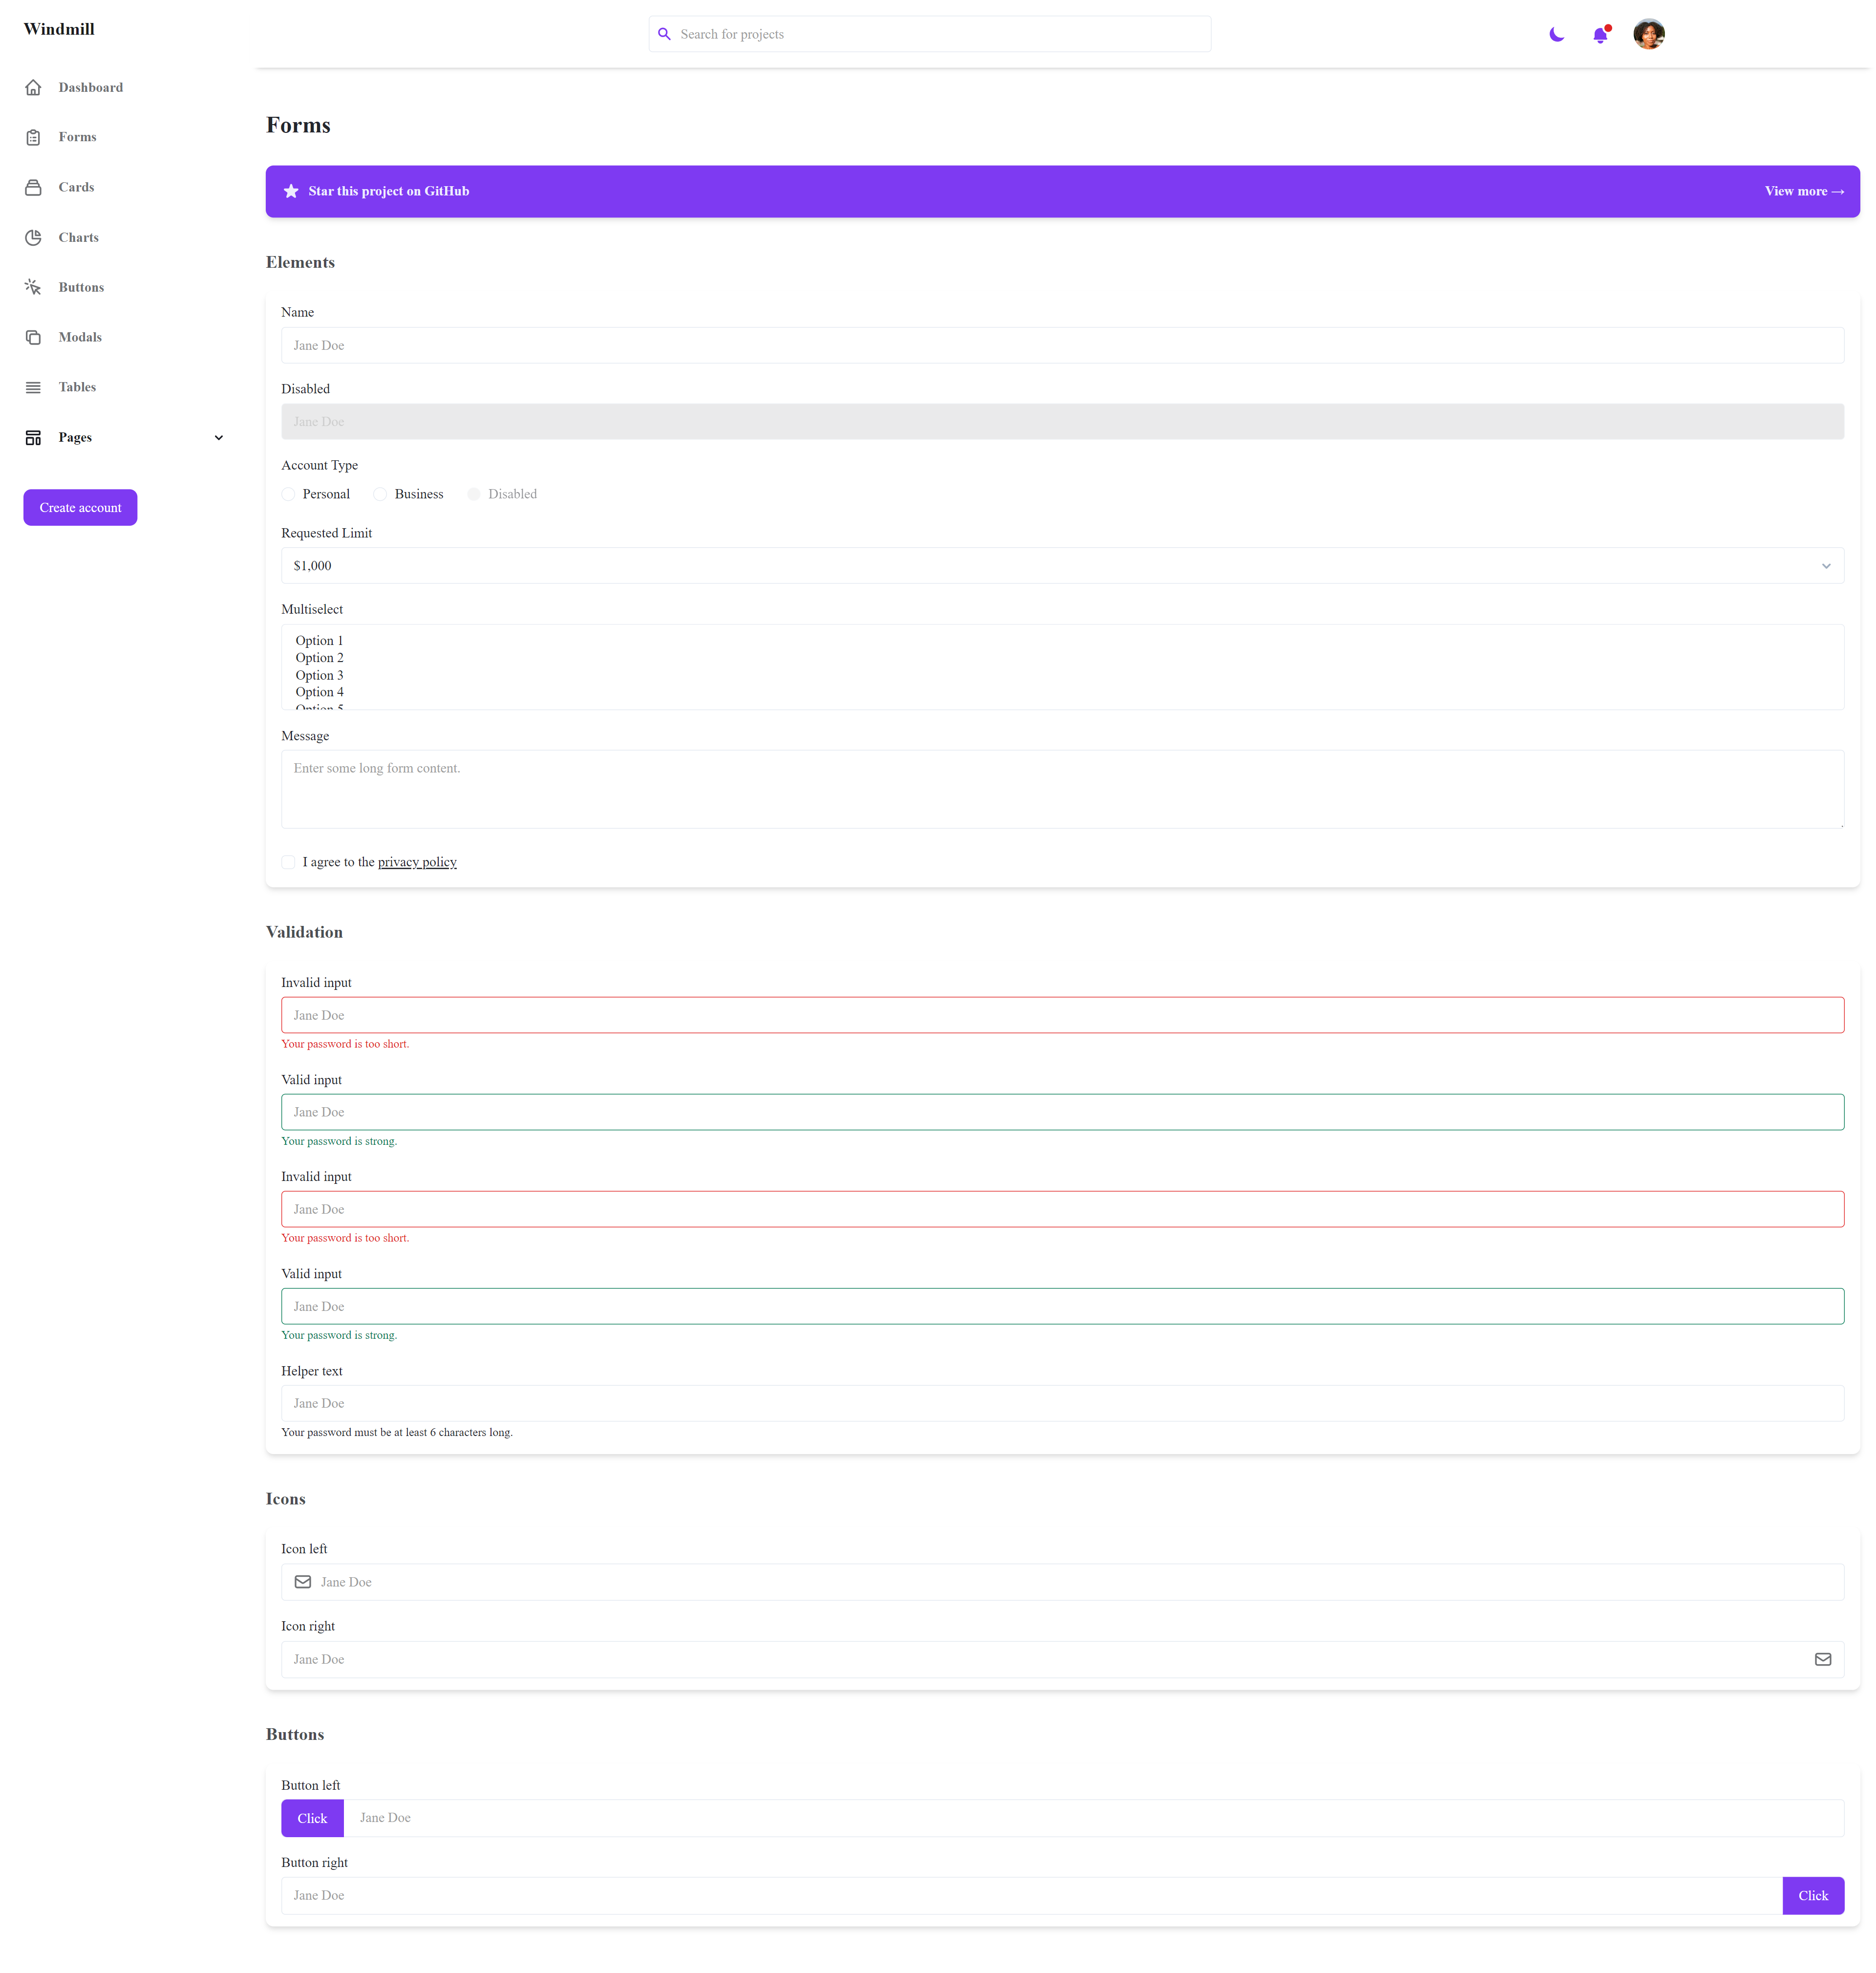 Windmill
Search for projects
Dashboard
Forms
Cards
Charts
Buttons
Modals
Tables
Pages
Create account
Forms
Star this project on GitHub
View more →
Elements
Name
Jane Doe
Disabled
Jane Doe
Account Type
Personal Business Disabled
Requested Limit
$1,000
Multiselect
Option 1
Option 2
Option 3
Option 4
Option 5
Message
Enter some long form content.
I agree to the privacy policy
Validation
Invalid input
Jane Doe
Your password is too short.
Valid input
Jane Doe
Your password is strong.
Invalid input
Jane Doe
Your password is too short.
Valid input
Jane Doe
Your password is strong.
Helper text
Jane Doe
Your password must be at least 6 characters long.
Icons
Icon left
Jane Doe
Icon right
Jane Doe
Buttons
Button left
Click Jane Doe
Button right
Jane Doe Click